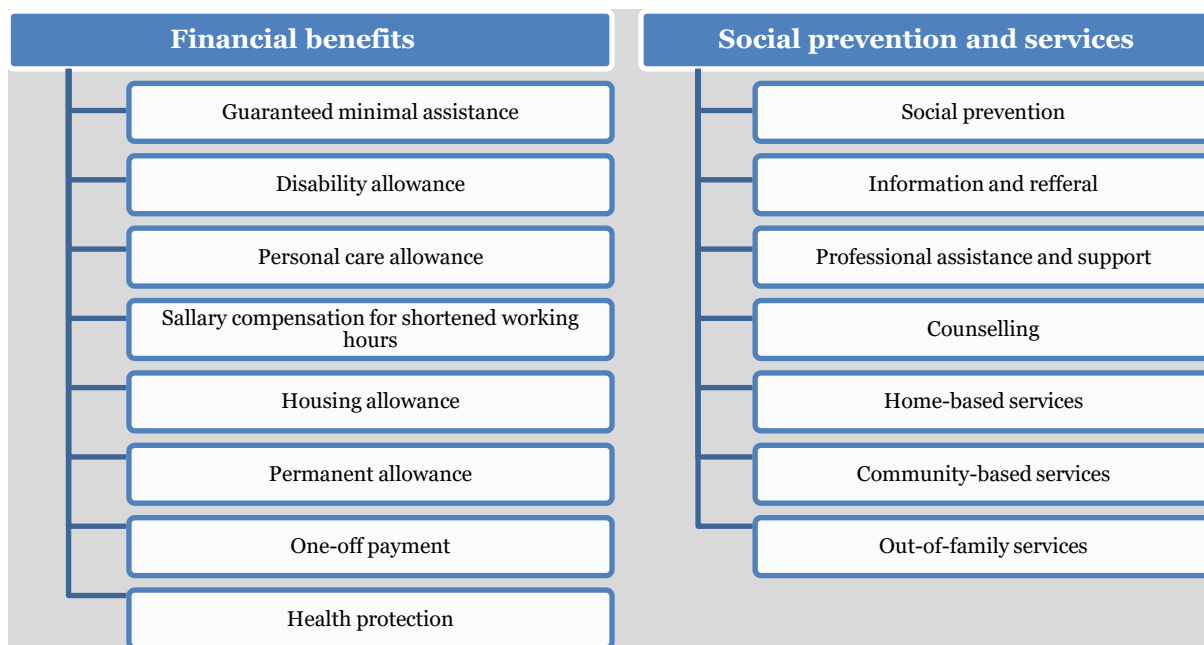 Financial benefits
Guaranteed minimal assistance
Disability allowance
Personal care allowance
Sallary compensation for shortened working
hours
Housing allowance
Permanent allowance
One-off payment
Health protection
Social prevention and services
Social prevention
Information and refferal
Professional assistance and support
Counselling
Home-based services
Community-based services
Out-of-family services